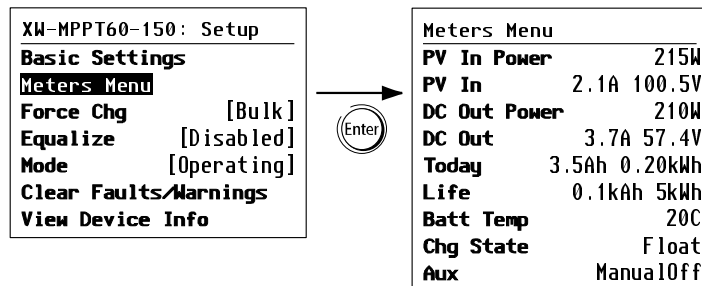 XW-MPPT60-150: Setup
Basic Settings
Meters Menu
Force Chg [Bulk]
Equalize [Disabled]
Mode [Operating]
Clear Faults/Warnings
View Device Info
Enter
Meters Menu
PV In Power 215W
PV In 2.1A 100.5V
DC Out Power 210W
DC Out 3.7A 57.4V
Today 3.5Ah 0.20kWh
Life 0.1kAh 5kWh
Batt Temp 20C
Chg State Float
Aux ManualOff